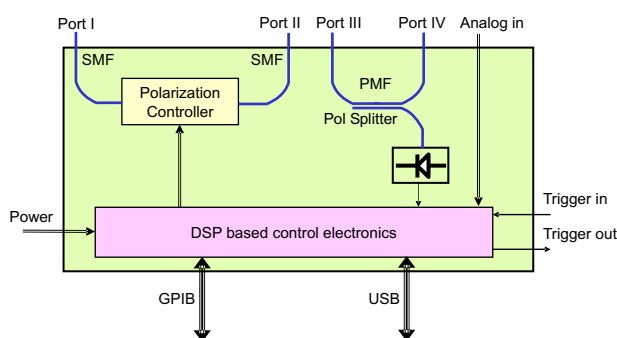 Port I
Port II
Port III
Port IV
Analog in
SMF
SMF
PMF
Polarization
Controller
Pol Splitter
Trigger in
Power
DSP based control electronics
Trigger out
GPIB
USB